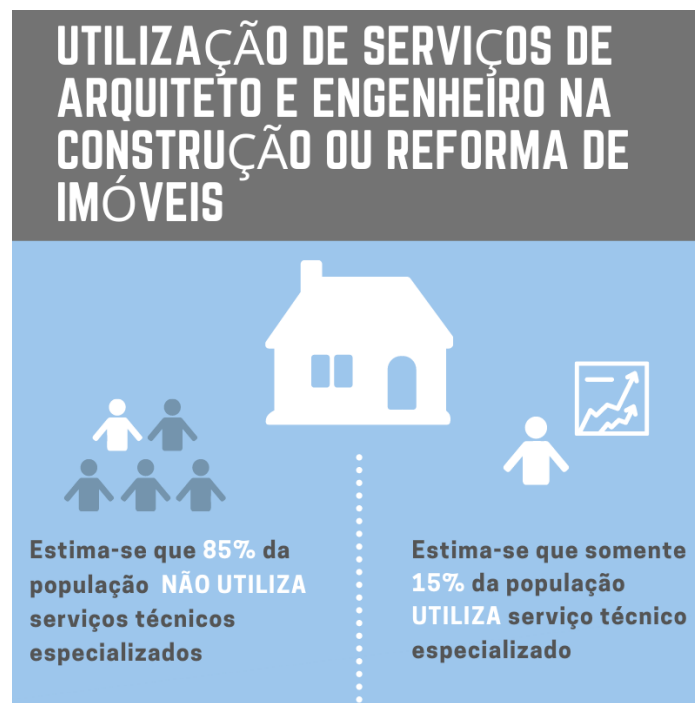 UTILIZAÇÃO DE SERVIÇOS DE
ARQUITETO E ENGENHEIRO NA
CONSTRUÇÃO OU REFORMA DE
IMÓVEIS
Estima-se que 85% da
população NÃO UTILIZA
serviços técnicos
especializados
Estima-se que somente
15% da população
UTILIZA serviço técnico
especializado